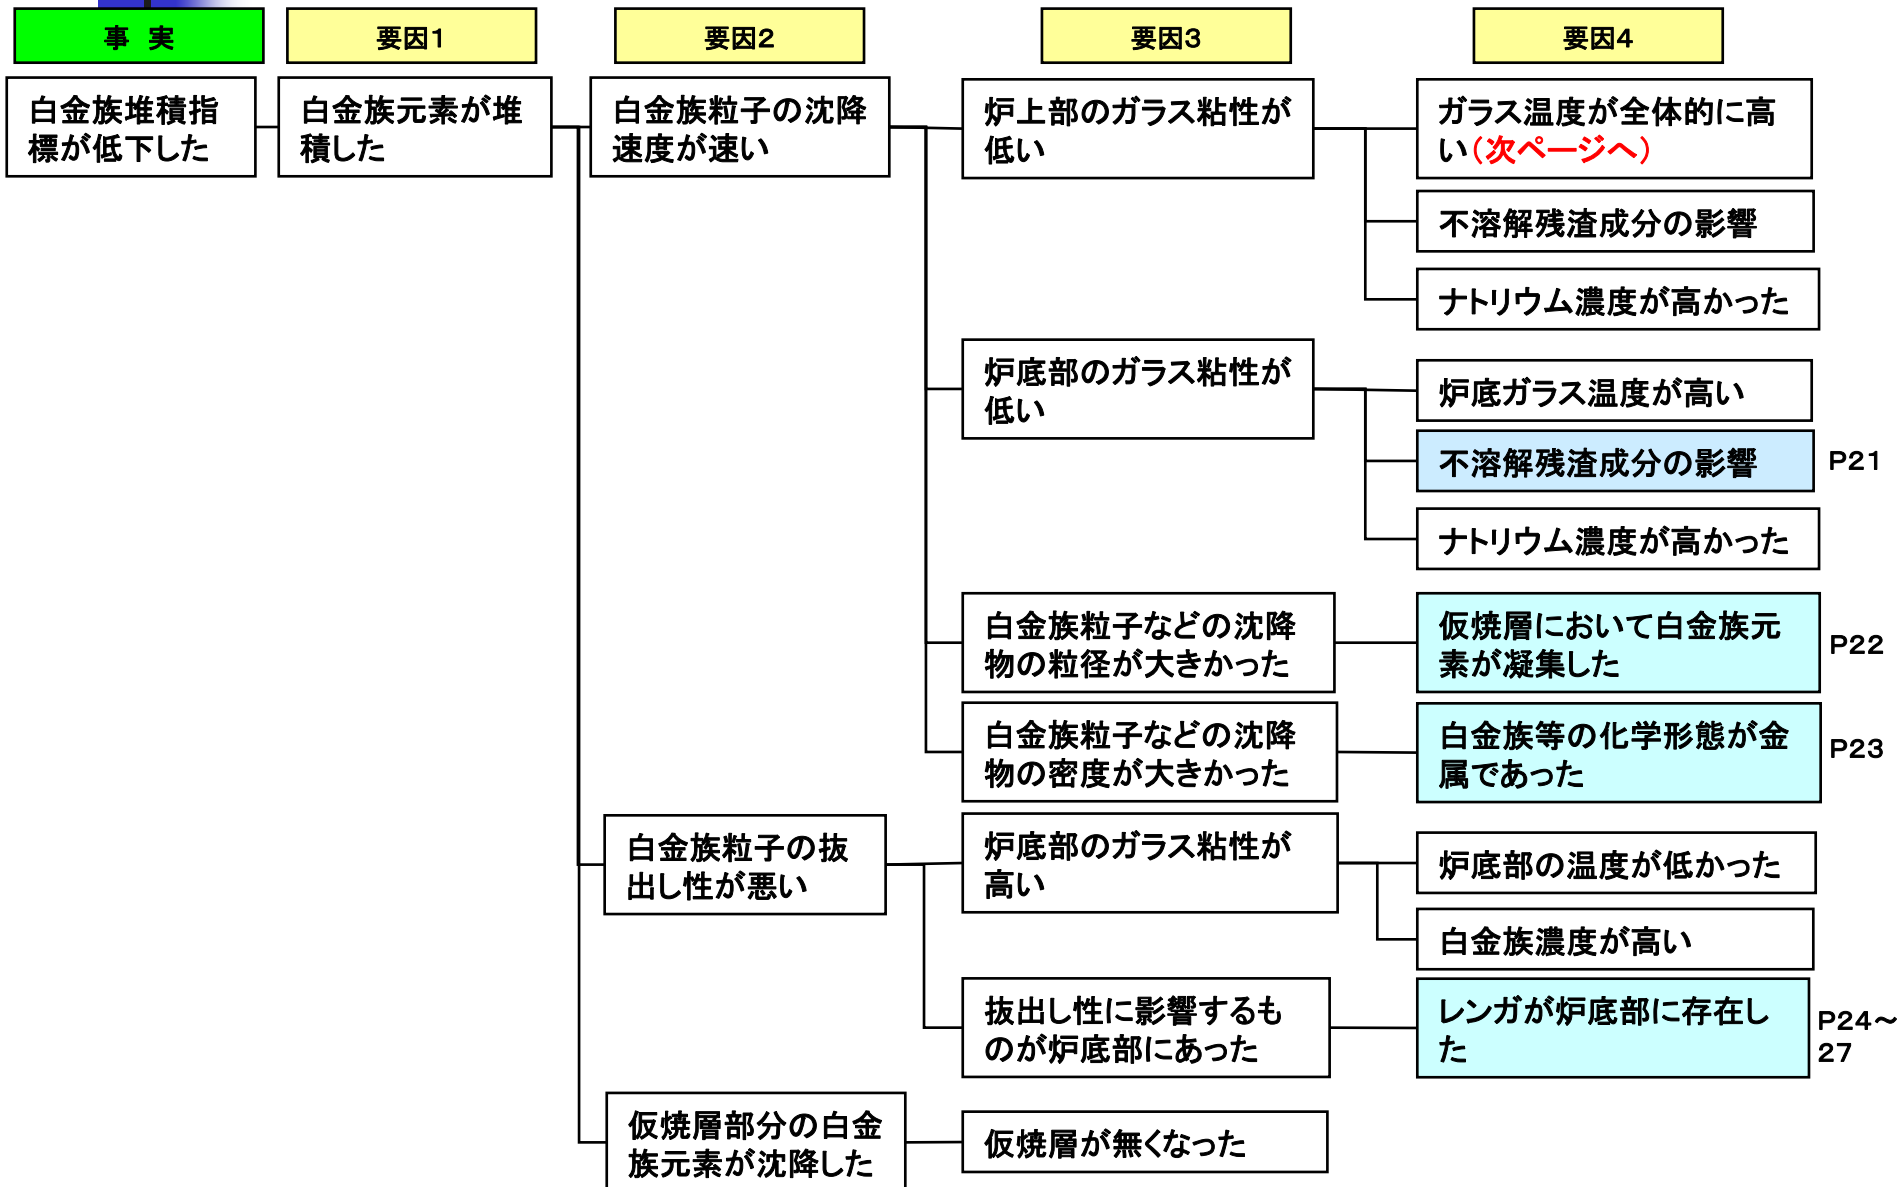 事 実
要因1
要因2
要因3
要因4
白金族堆積指
標が低下した
白金族元素が堆
積した
白金族粒子の沈降
速度が速い
炉上部のガラス粘性が
低い
ガラス温度が全体的に高
い(次ページへ)
不溶解残渣成分の影響
ナトリウム濃度が高かった
炉底部のガラス粘性が
低い
炉底ガラス温度が高い
不溶解残渣成分の影響
P21
ナトリウム濃度が高かった
白金族粒子などの沈降
物の粒径が大きかった
仮焼層において白金族元
素が凝集した
P22
白金族粒子などの沈降
物の密度が大きかった
白金族等の化学形態が金
属であった
P23
白金族粒子の抜
出し性が悪い
炉底部のガラス粘性が
高い
炉底部の温度が低かった
白金族濃度が高い
抜出し性に影響するも
のが炉底部にあった
レンガが炉底部に存在し
た
P24～
27
仮焼層部分の白金
族元素が沈降した
仮焼層が無くなった